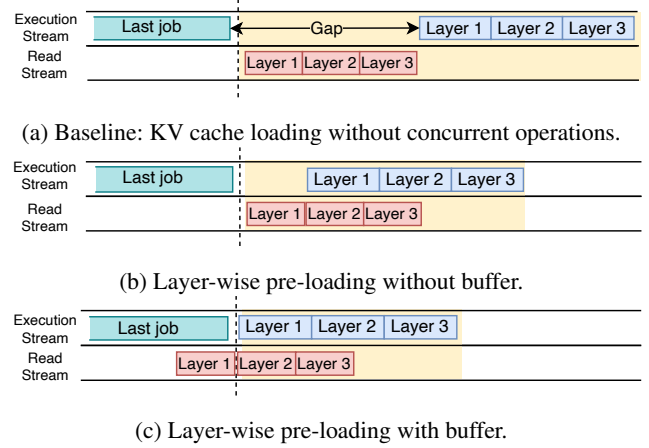 Execution
Stream
Last job
Gap
Layer 1 Layer 2 Layer 3
Read
Stream
Layer 1 Layer 2 Layer 3
(a) Baseline: KV cache loading without concurrent operations.
Execution
Stream
Last job
Layer 1 Layer 2 Layer 3
Read
Stream
Layer 1 Layer 2 Layer 3
(b) Layer-wise pre-loading without buffer.
Execution
Stream
Last job
Layer 1 Layer 2 Layer 3
Read
Stream
Layer 1 Layer 2 Layer 3
(c) Layer-wise pre-loading with buffer.